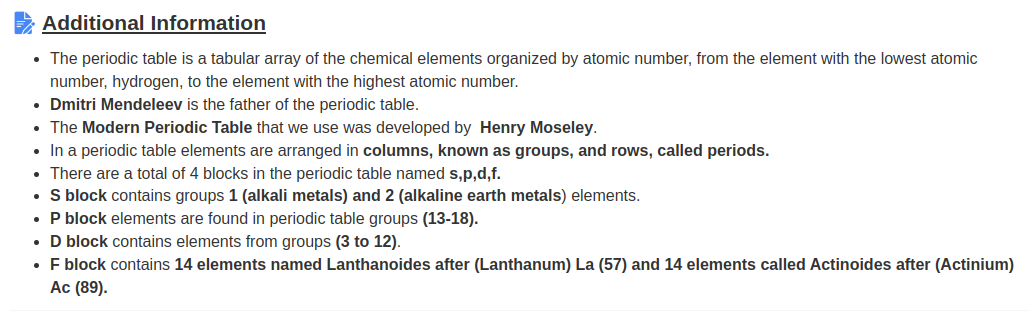 Additional Information
• The periodic table is a tabular array of the chemical elements organized by atomic number, from the element with the lowest atomic
number, hydrogen, to the element with the highest atomic number.
• Dmitri Mendeleev is the father of the periodic table.
• The Modern Periodic Table that we use was developed by  Henry Moseley.
• In a periodic table elements are arranged in columns, known as groups, and rows, called periods.
• There are a total of 4 blocks in the periodic table named s,p,d,f.
• S block contains groups 1 (alkali metals) and 2 (alkaline earth metals) elements.
• P block elements are found in periodic table groups (13-18).
• D block contains elements from groups (3 to 12).
• F block contains 14 elements named Lanthanoides after (Lanthanum) La (57) and 14 elements called Actinoides after (Actinium)
Ac (89).